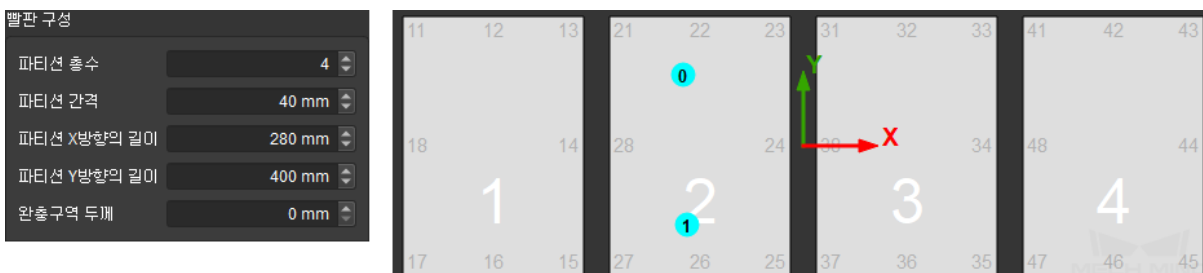 빨판 구성
파티션 총수 4
파티션 간격 40 mm
파티션 X방향의 길이 280 mm
파티션 Y방향의 길이 400 mm
완충구역 두께 0 mm
11 12 13 21 22 23 31 32 33 41 42 43
0 Y
18 14 28 24 38 X 34 48 44
1 2 3 4
1
17 16 15 27 26 25 37 36 35 47 46 45